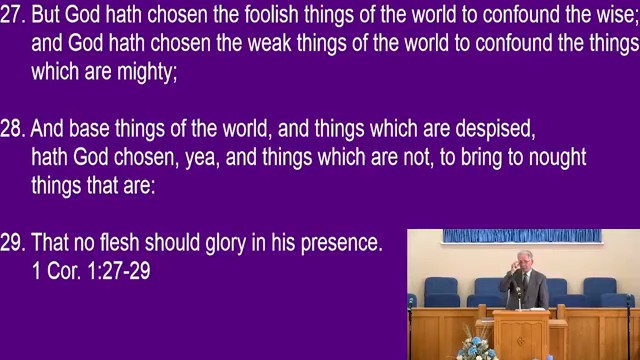 27. But God hath chosen the foolish things of the world to confound the wise;
and God hath chosen the weak things of the world to confound the things
which are mighty;
28. And base things of the world, and things which are despised,
hath God chosen, yea, and things which are not, to bring to nought
things that are:
29. That no flesh should glory in his presence.
1 Cor. 1:27-29